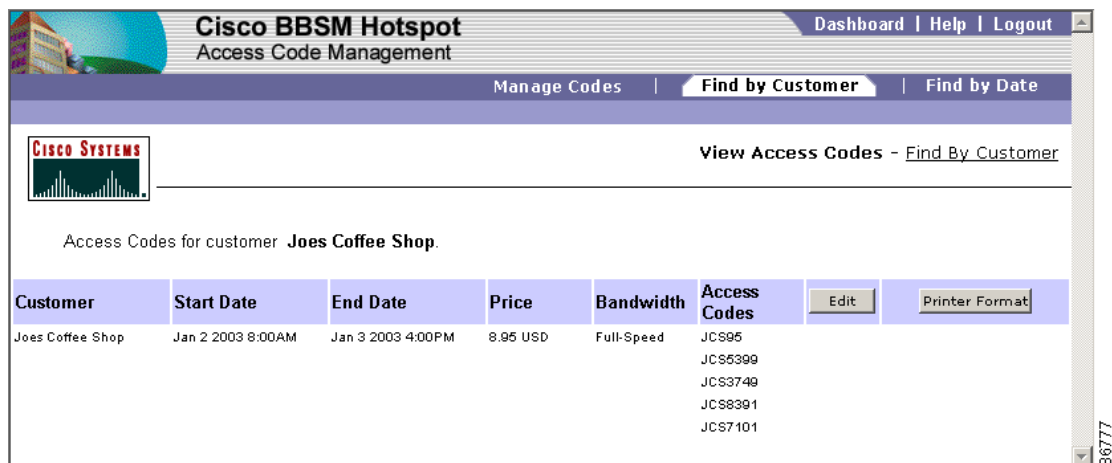 Cisco BBSM Hotspot
Dashboard | Help | Logout
Access Code Management
Manage Codes | Find by Customer | Find by Date
CISCO SYSTEMS
View Access Codes - Find By Customer
Access Codes for customer Joes Coffee Shop.
Customer Start Date End Date Price Bandwidth Access Codes Edit Printer Format
Joes Coffee Shop Jan 2 2003 8:00AM Jan 3 2003 4:00PM 8.95 USD Full-Speed JCS95
JCS5399
JCS3749
JCS8391
JCS7101
86777